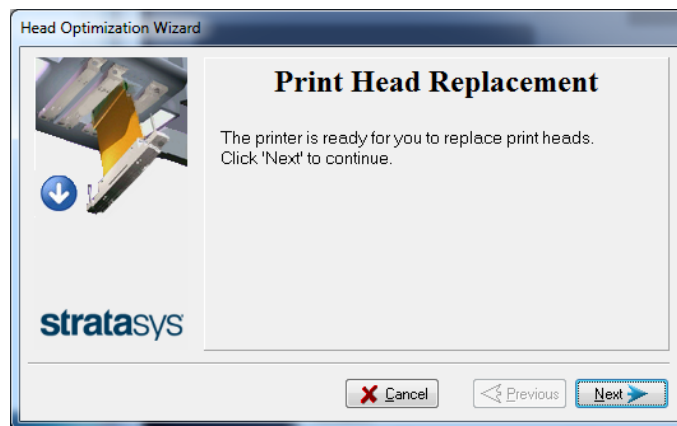 Head Optimization Wizard
Print Head Replacement
The printer is ready for you to replace print heads.
Click 'Next' to continue.
stratasys
Cancel
Previous
Next